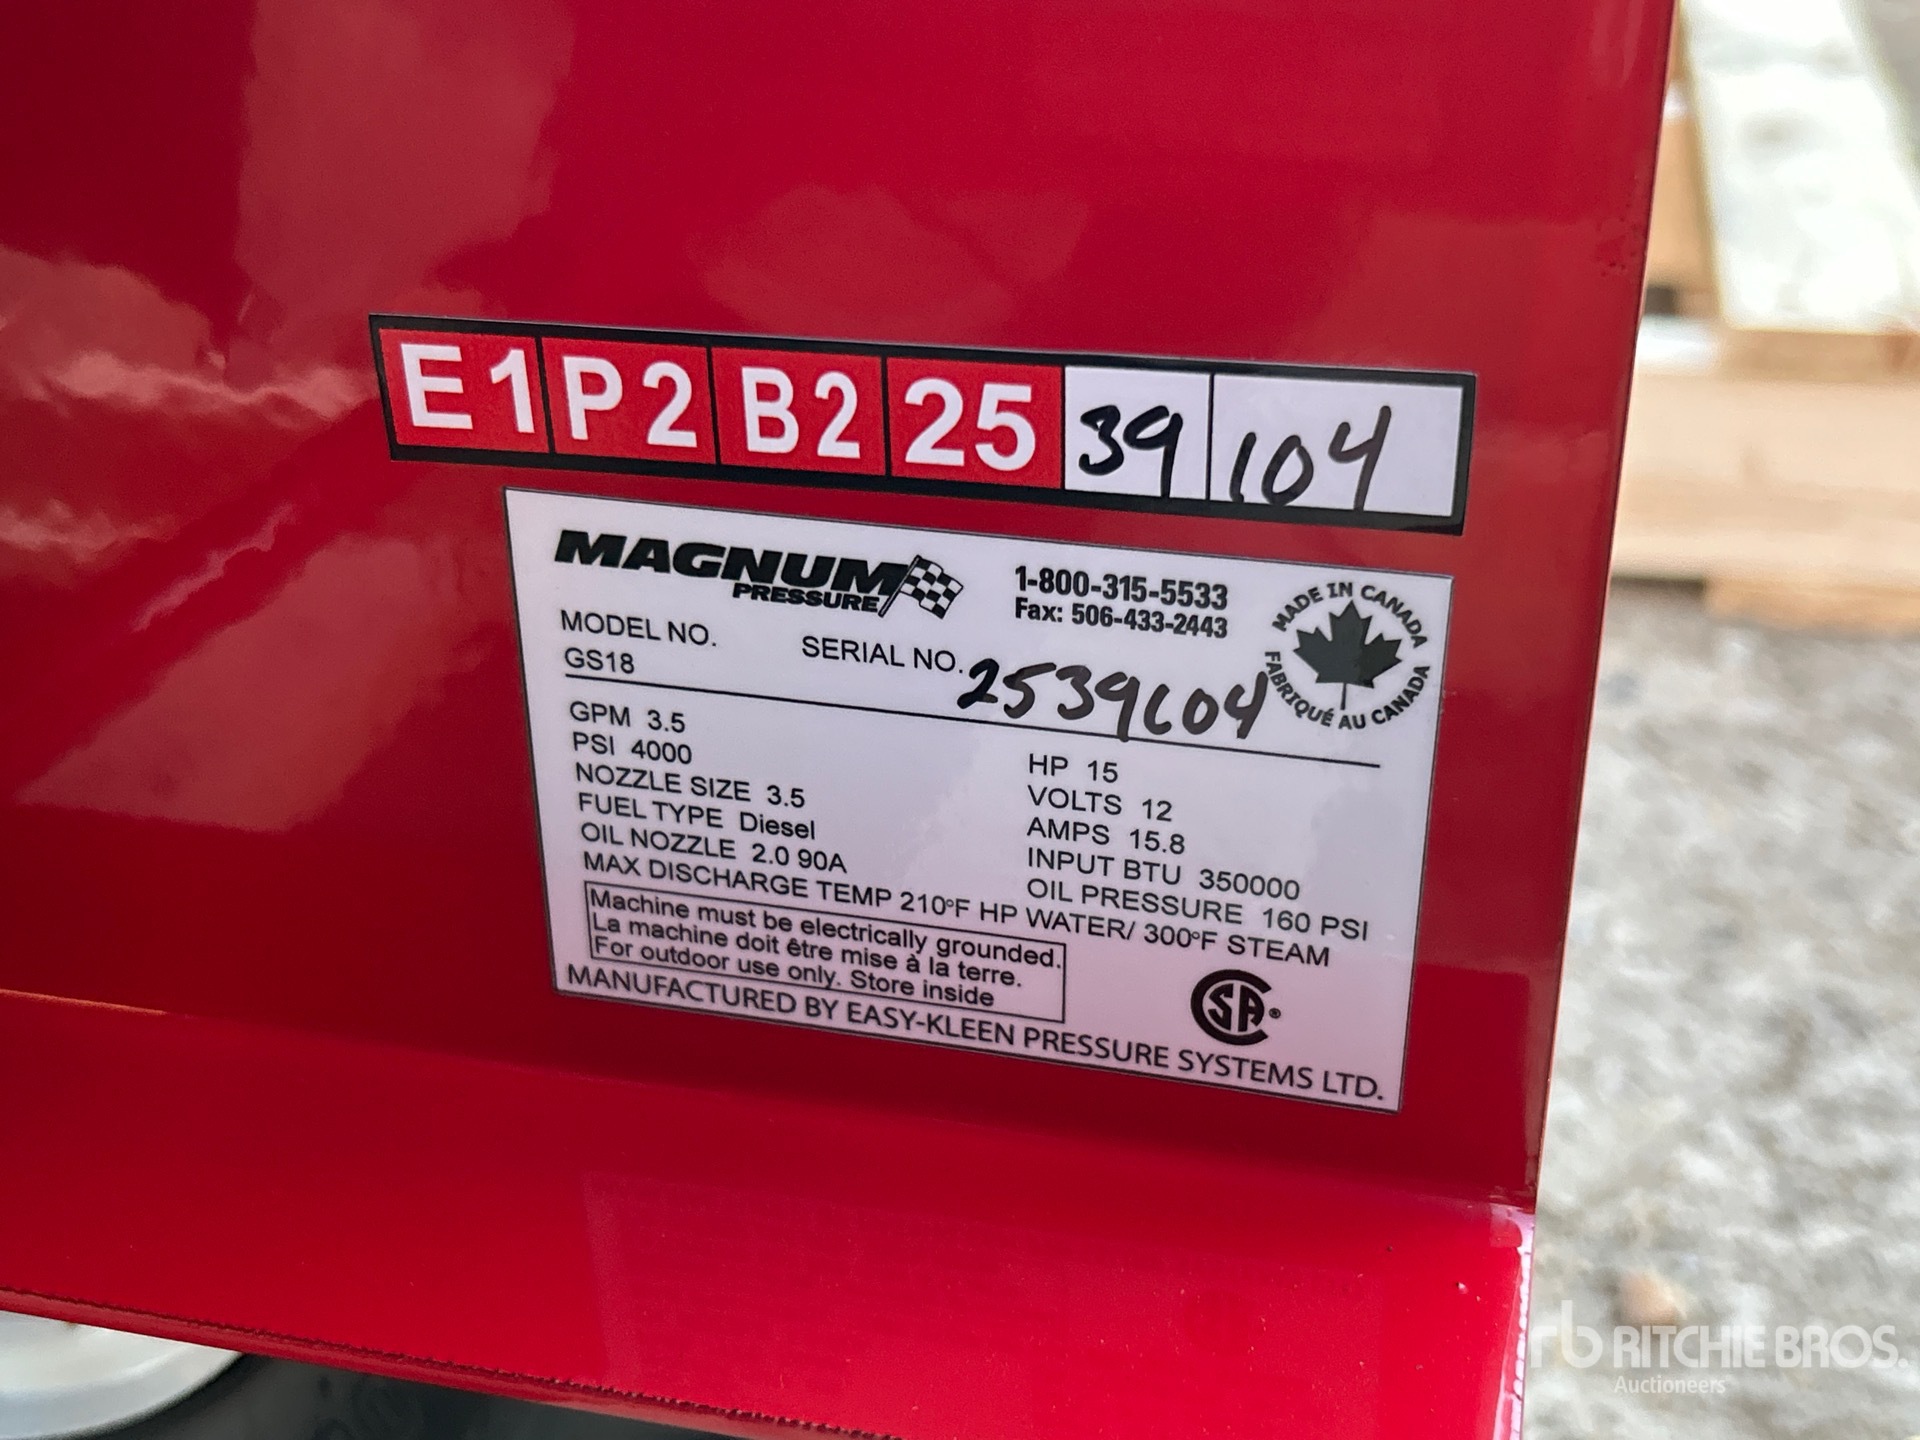 E1 P2 B2 25 39 104
MAGNUM
PRESSURE
1-800-315-5533
Fax: 506-433-2443
MADE IN CANADA
FABRIQUÉ AU CANADA
MODEL NO.
GS18
SERIAL NO. 2539104
GPM 3.5
PSI 4000
NOZZLE SIZE 3.5
FUEL TYPE Diesel
OIL NOZZLE 2.0 90A
HP 15
VOLTS 12
AMPS 15.8
INPUT BTU 350000
OIL PRESSURE 160 PSI
MAX DISCHARGE TEMP 210°F HP WATER/ 300°F STEAM
Machine must be electrically grounded.
La machine doit être mise à la terre.
For outdoor use only. Store inside
SA®
MANUFACTURED BY EASY-KLEEN PRESSURE SYSTEMS LTD.
rb RITCHIE BROS.
Auctioneers